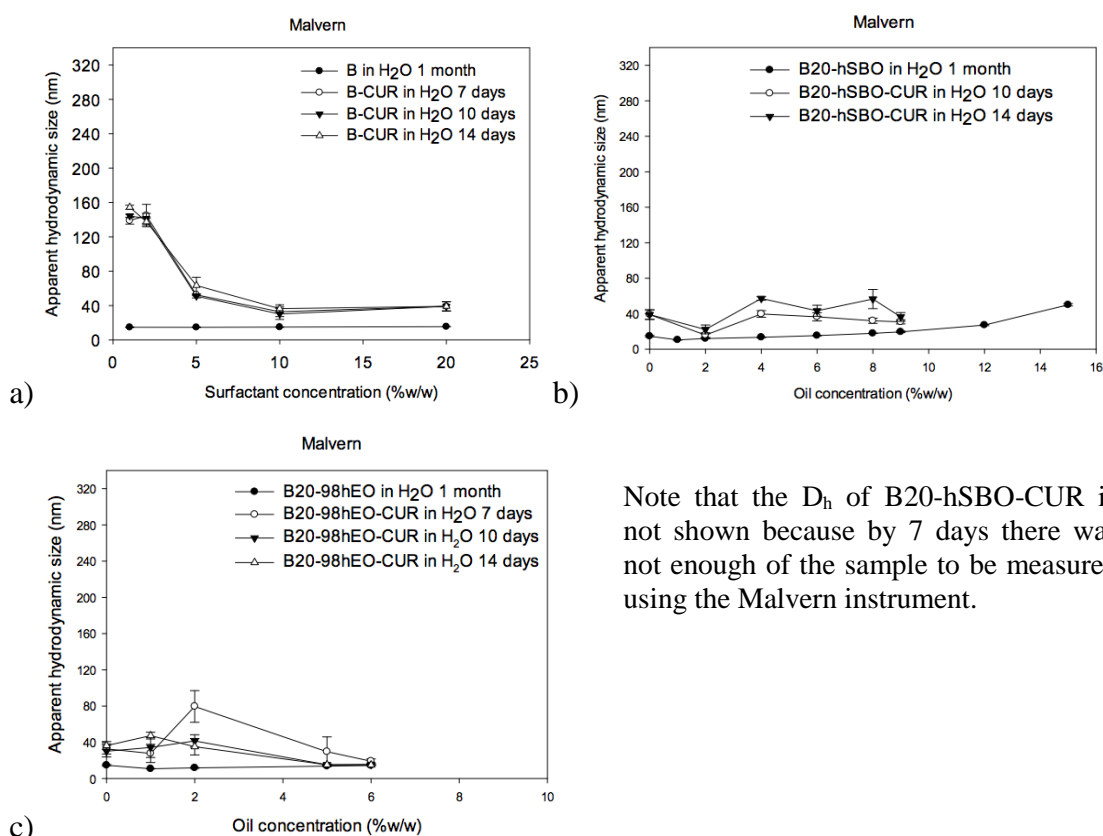 Malvern
Apparent hydrodynamic size (nm)
320
280
240
200
160
120
80
40
0
B in H2O 1 month
B-CUR in H2O 7 days
B-CUR in H2O 10 days
B-CUR in H2O 14 days
0 5 10 15 20 25
Surfactant concentration (%w/w)
a)
Malvern
Apparent hydrodynamic size (nm)
320
280
240
200
160
120
80
40
0
B20-hSBO in H2O 1 month
B20-hSBO-CUR in H2O 10 days
B20-hSBO-CUR in H2O 14 days
0 2 4 6 8 10 12 14 16
Oil concentration (%w/w)
b)
Malvern
Apparent hydrodynamic size (nm)
320
280
240
200
160
120
80
40
0
B20-98hEO in H2O 1 month
B20-98hEO-CUR in H2O 7 days
B20-98hEO-CUR in H2O 10 days
B20-98hEO-CUR in H2O 14 days
0 2 4 6 8 10
Oil concentration (%w/w)
c)
Note that the Dh of B20-hSBO-CUR i
not shown because by 7 days there wa
not enough of the sample to be measure
using the Malvern instrument.